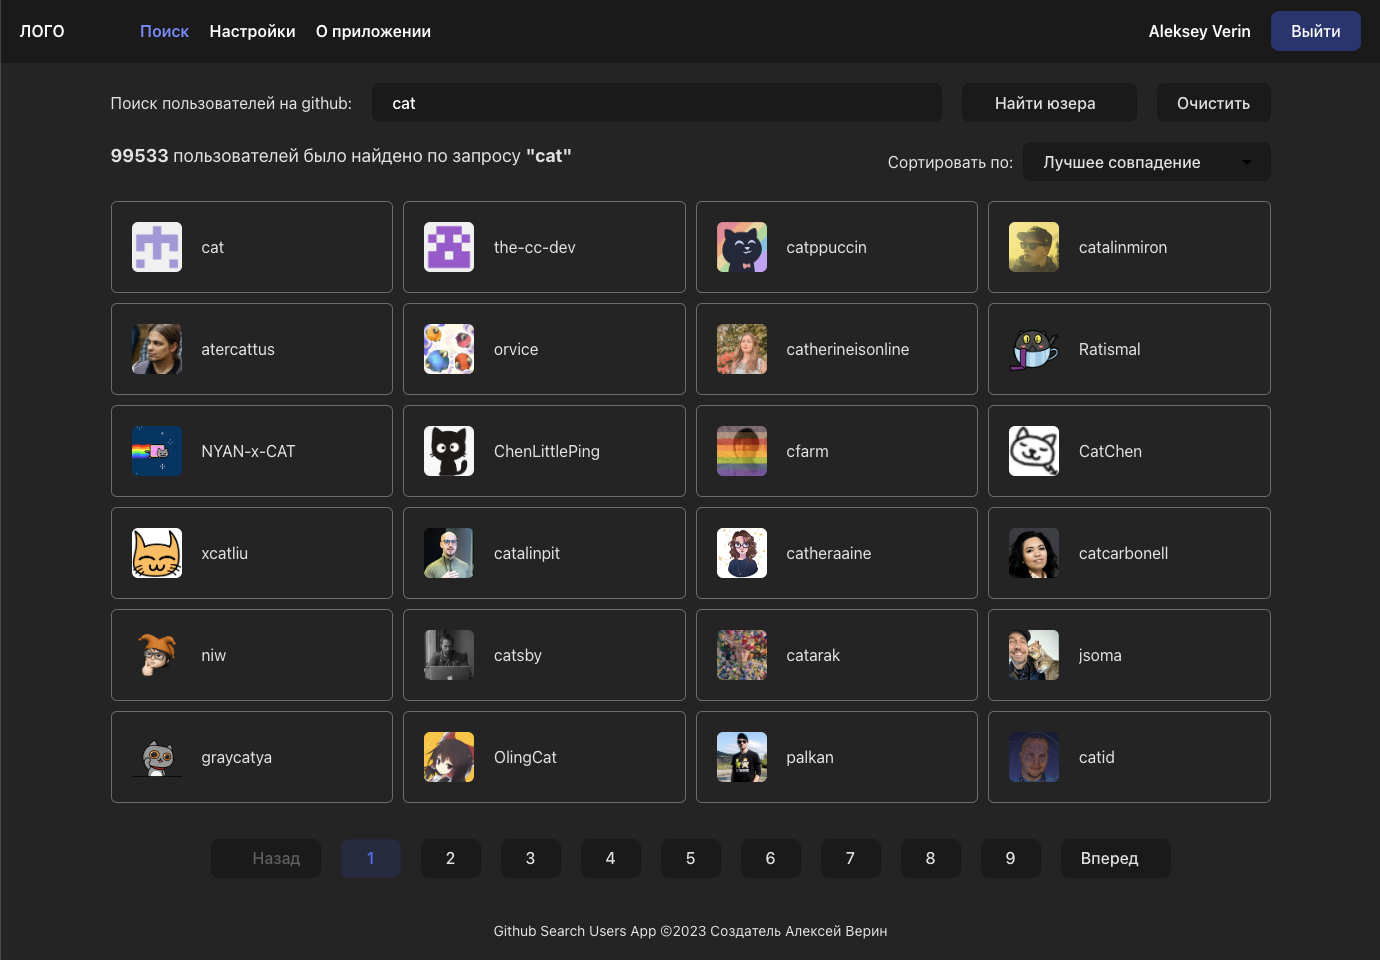 ЛОГО Поиск Настройки О приложении Aleksey Verin Выйти
Поиск пользователей на github: cat Найти юзера Очистить
99533 пользователей было найдено по запросу "cat"
Сортировать по: Лучшее совпадение
cat the-cc-dev catppuccin catalinmiron
atercattus orvice catherineisonline Ratismal
NYAN-x-CAT ChenLittlePing cfarm CatChen
xcatliu catalinpit catheraaine catcarbonell
niw catsby catarak jsoma
graycatya OlingCat palkan catid
Назад 1 2 3 4 5 6 7 8 9 Вперед
Github Search Users App ©2023 Создатель Алексей Верин